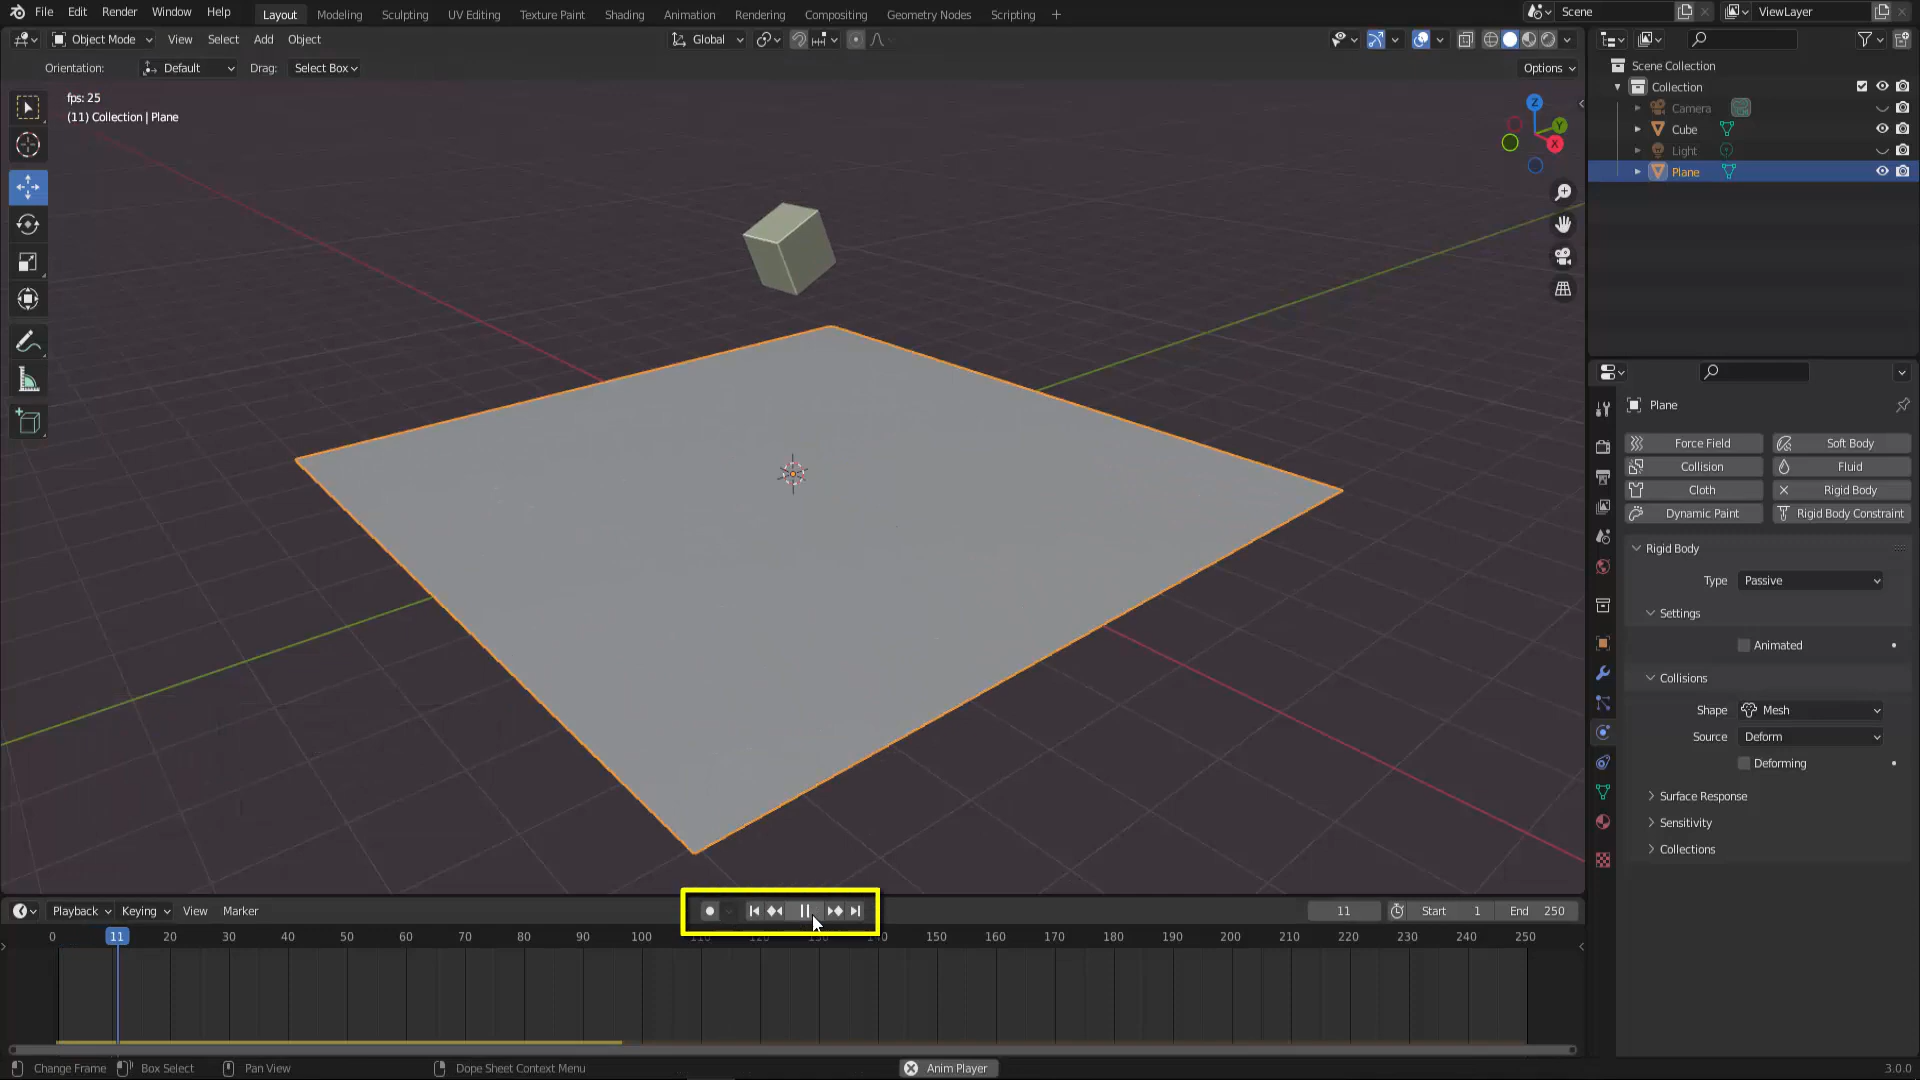 File Edit Render Window Help Layout Modeling Sculpting UV Editing Texture Paint Shading Animation Rendering Compositing Geometry Nodes Scripting + Scene ViewLayer
Object Mode View Select Add Object Global
Orientation: Default Drag: Select Box Options
fps: 25
(11) Collection | Plane
Z
Y
X
Scene Collection
Collection
Camera
Cube
Light
Plane
Plane
Force Field Soft Body
Collision Fluid
Cloth Rigid Body
Dynamic Paint Rigid Body Constraint
Rigid Body
Type Passive
Settings
Animated
Collisions
Shape Mesh
Source Deform
Deforming
Surface Response
Sensitivity
Collections
Playback Keying View Marker 11 Start 1 End 250
0 11 20 30 40 50 60 70 80 90 100 110 120 130 140 150 160 170 180 190 200 210 220 230 240 250
Change Frame Box Select Pan View Dope Sheet Context Menu Anim Player 3.0.0